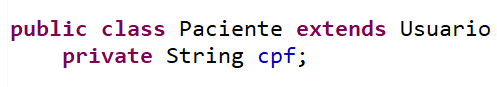 public class Paciente extends Usuario
private String cpf;